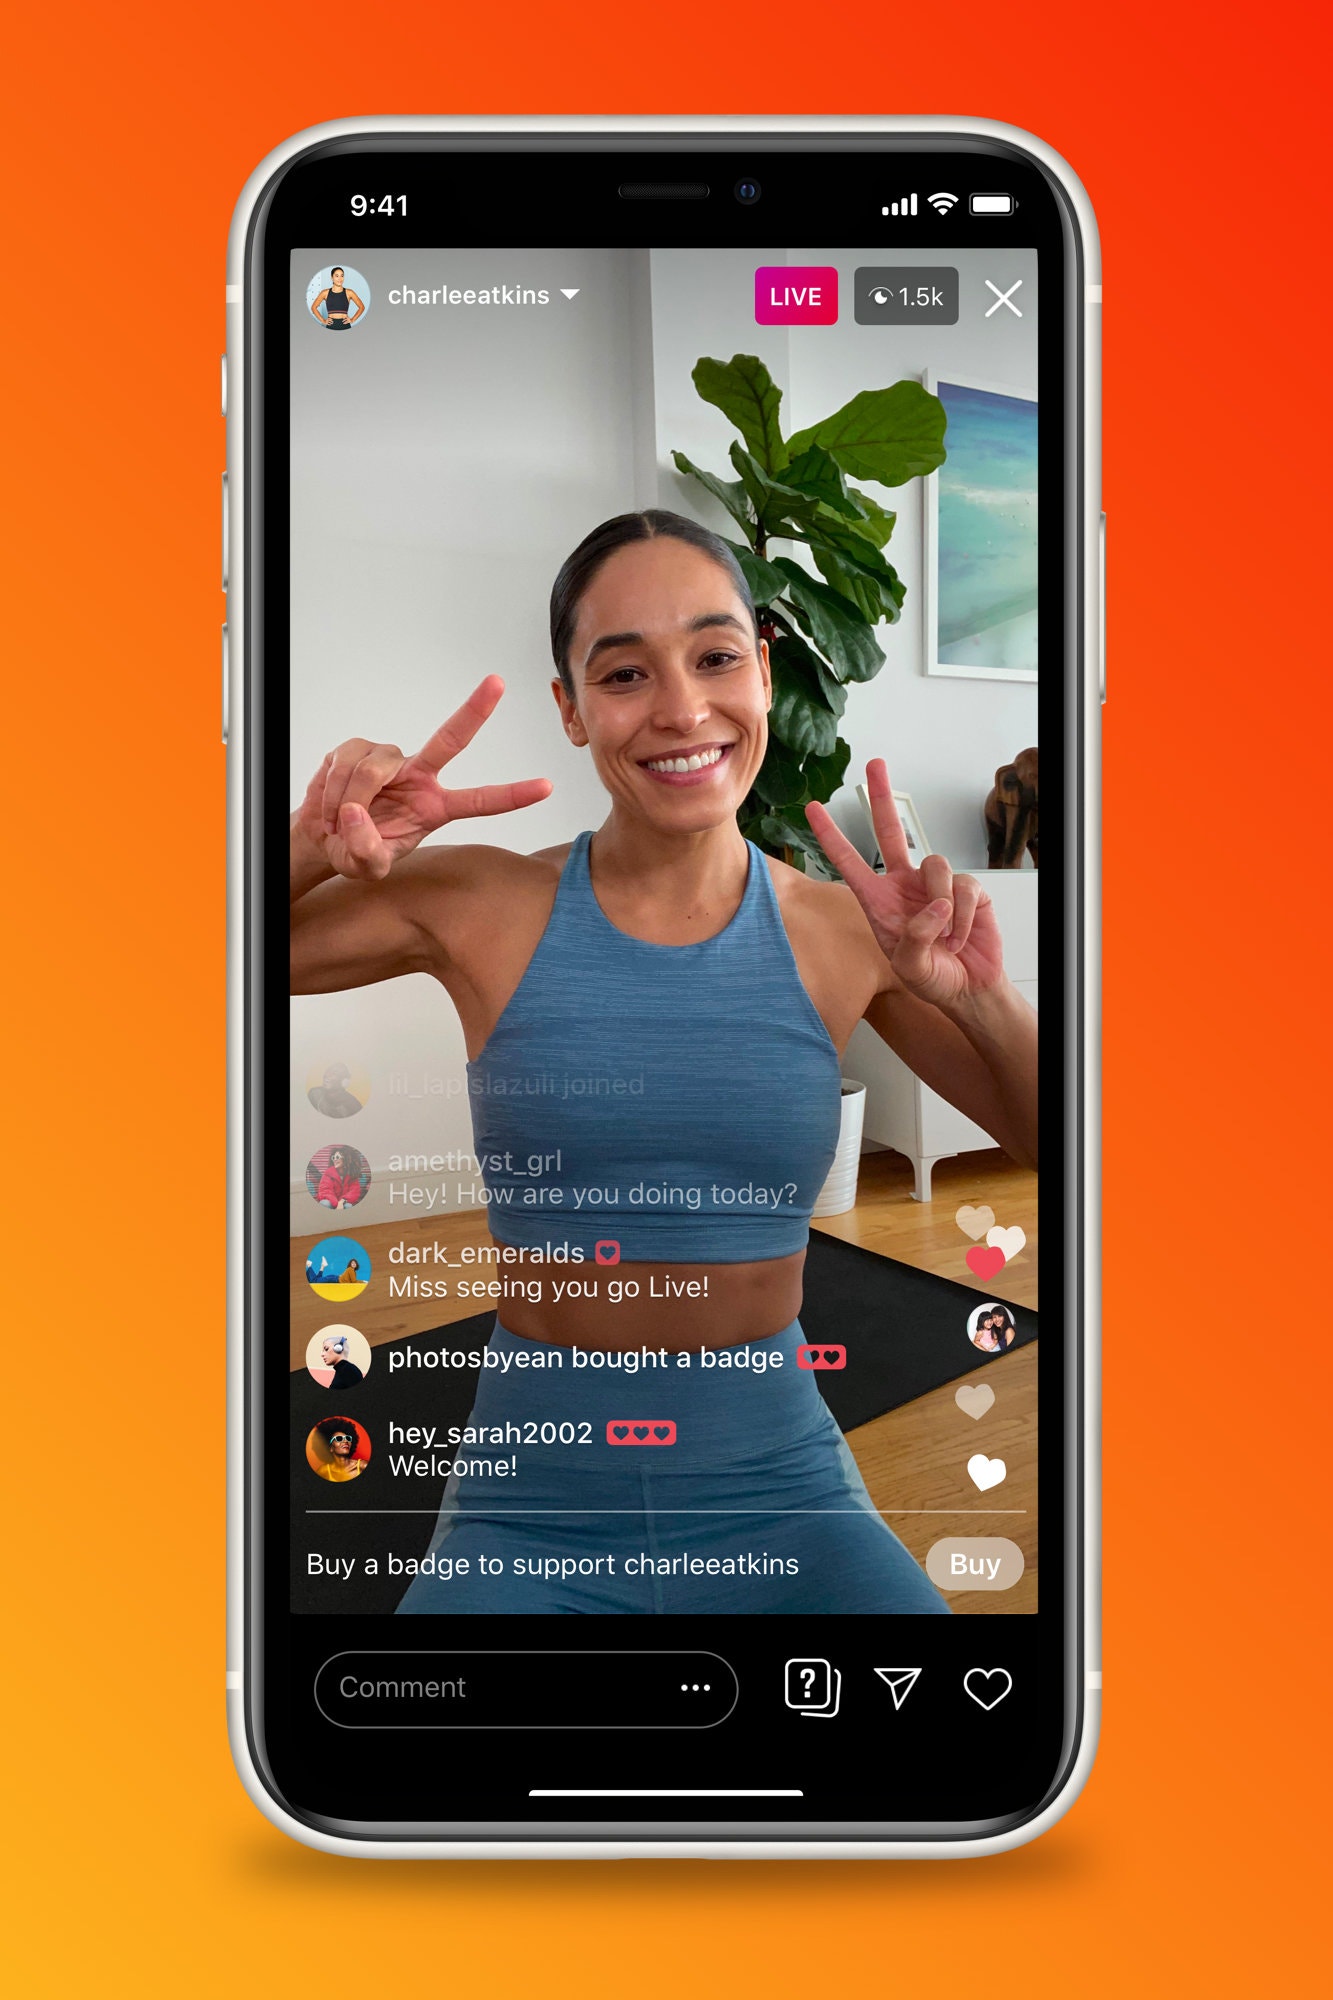 9:41
charleeatkins
LIVE
1.5k
lil_lapislazuli joined
amethyst_grl
Hey! How are you doing today?
dark_emeralds
Miss seeing you go Live!
photosbyean bought a badge
hey_sarah2002
Welcome!
Buy a badge to support charleeatkins
Buy
Comment
?